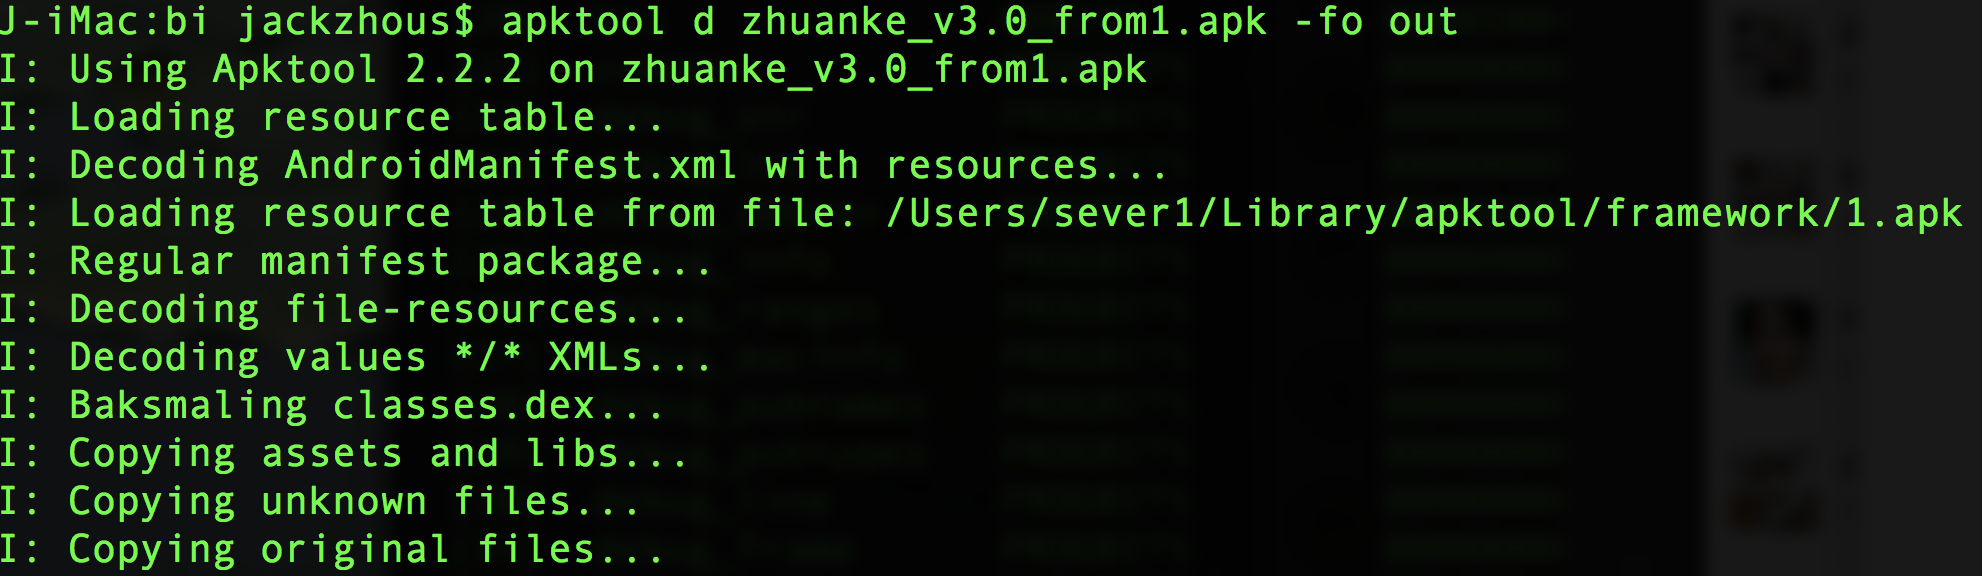 J-iMac:bi jackzhous$ apktool d zhuanke_v3.0_from1.apk -fo out
I: Using Apktool 2.2.2 on zhuanke_v3.0_from1.apk
I: Loading resource table...
I: Decoding AndroidManifest.xml with resources...
I: Loading resource table from file: /Users/sever1/Library/apktool/framework/1.apk
I: Regular manifest package...
I: Decoding file-resources...
I: Decoding values */* XMLs...
I: Baksmaling classes.dex...
I: Copying assets and libs...
I: Copying unknown files...
I: Copying original files...